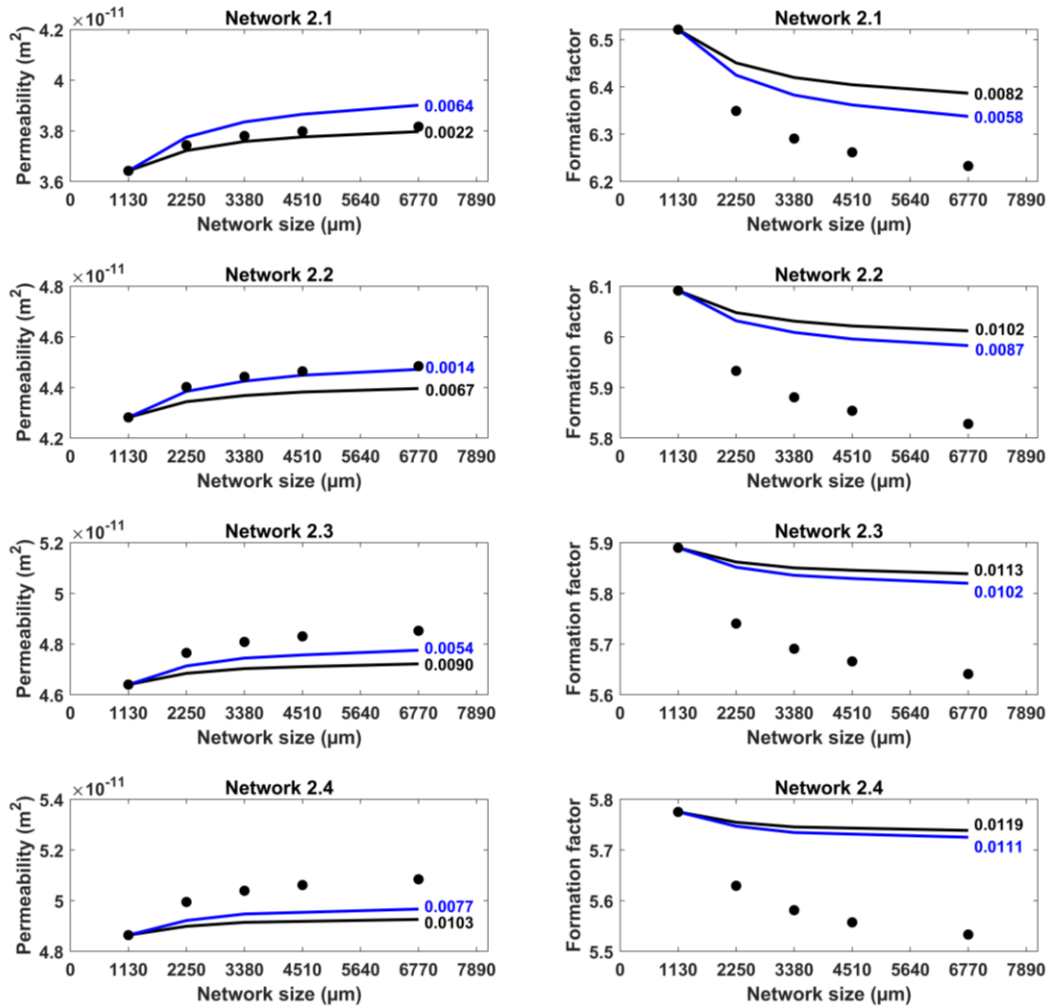 ×10⁻¹¹
Network 2.1
Permeability (m²)
4.2
4
3.8
3.6
0.0064
0.0022
0 1130 2250 3380 4510 5640 6770 7890
Network size (μm)
Network 2.1
Formation factor
6.5
6.4
6.3
6.2
0.0082
0.0058
0 1130 2250 3380 4510 5640 6770 7890
Network size (μm)
×10⁻¹¹
Network 2.2
Permeability (m²)
4.8
4.6
4.4
4.2
0.0014
0.0067
0 1130 2250 3380 4510 5640 6770 7890
Network size (μm)
Network 2.2
Formation factor
6.1
6
5.9
5.8
0.0102
0.0087
0 1130 2250 3380 4510 5640 6770 7890
Network size (μm)
×10⁻¹¹
Network 2.3
Permeability (m²)
5.2
5
4.8
4.6
0.0054
0.0090
0 1130 2250 3380 4510 5640 6770 7890
Network size (μm)
Network 2.3
Formation factor
5.9
5.8
5.7
5.6
0.0113
0.0102
0 1130 2250 3380 4510 5640 6770 7890
Network size (μm)
×10⁻¹¹
Network 2.4
Permeability (m²)
5.4
5.2
5
4.8
0.0077
0.0103
0 1130 2250 3380 4510 5640 6770 7890
Network size (μm)
Network 2.4
Formation factor
5.8
5.7
5.6
5.5
0.0119
0.0111
0 1130 2250 3380 4510 5640 6770 7890
Network size (μm)